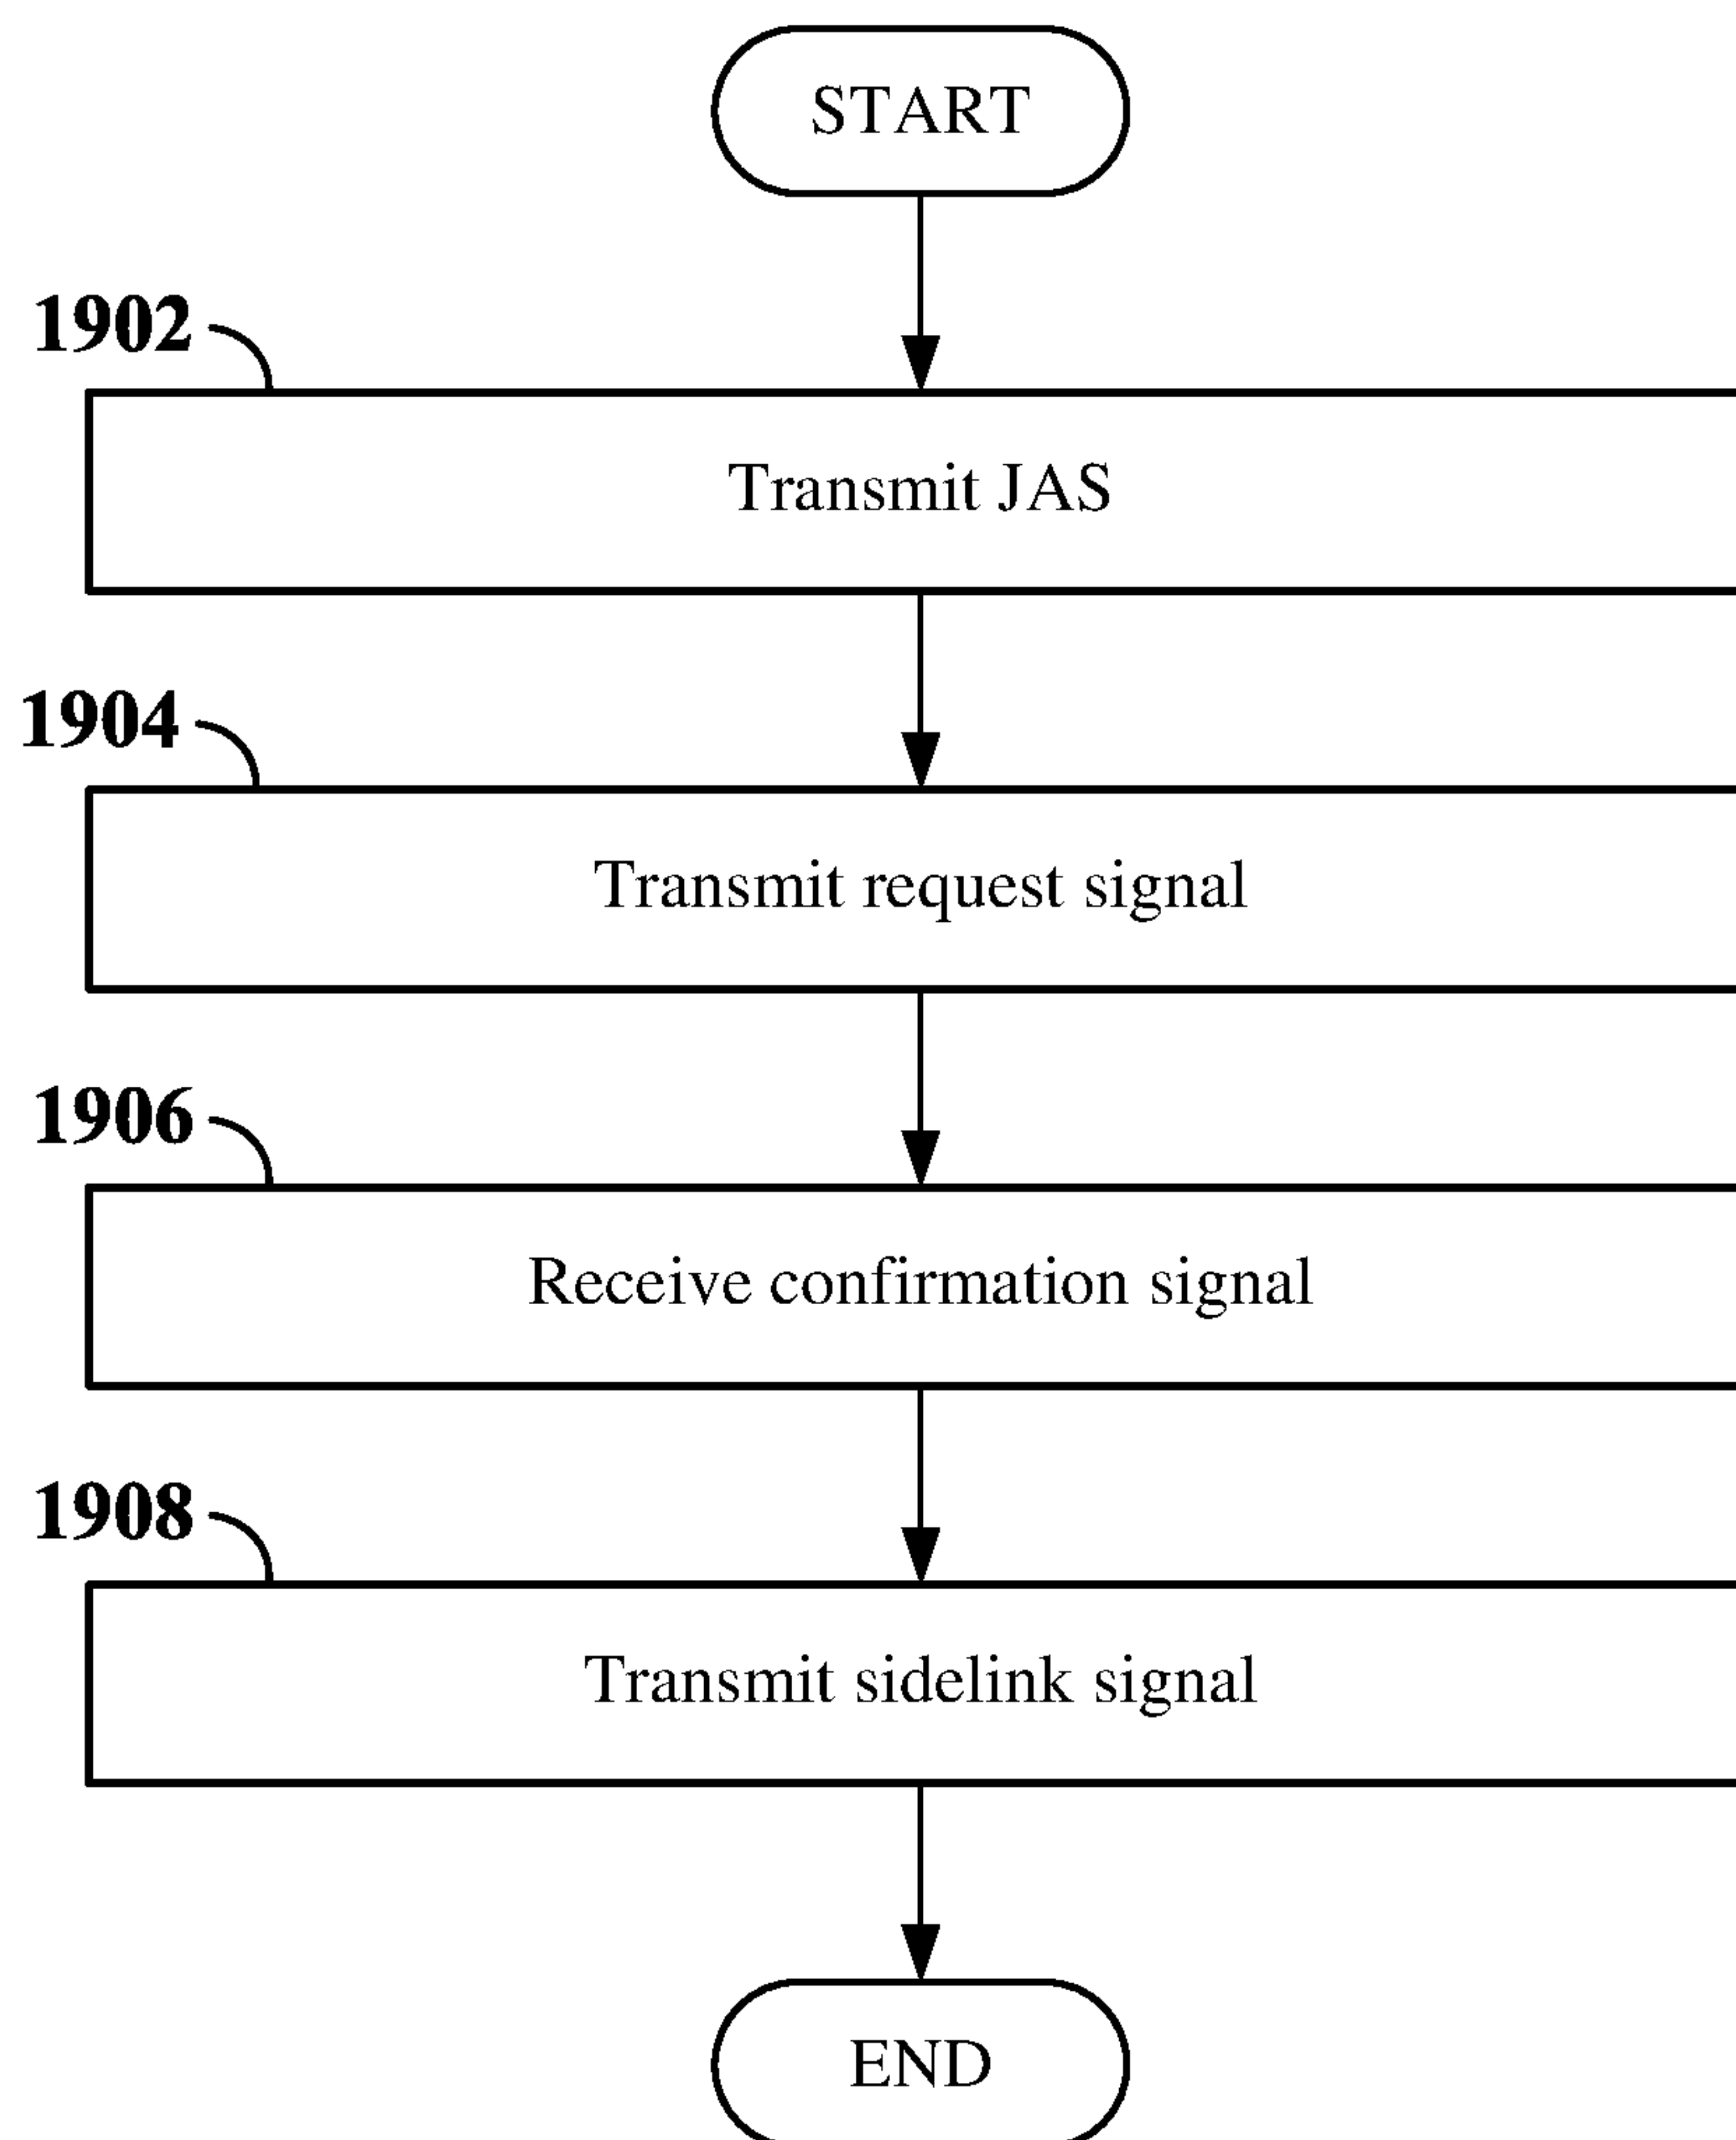 START
1902
Transmit JAS
1904
Transmit request signal
1906
Receive confirmation signal
1908
Transmit sidelink signal
END